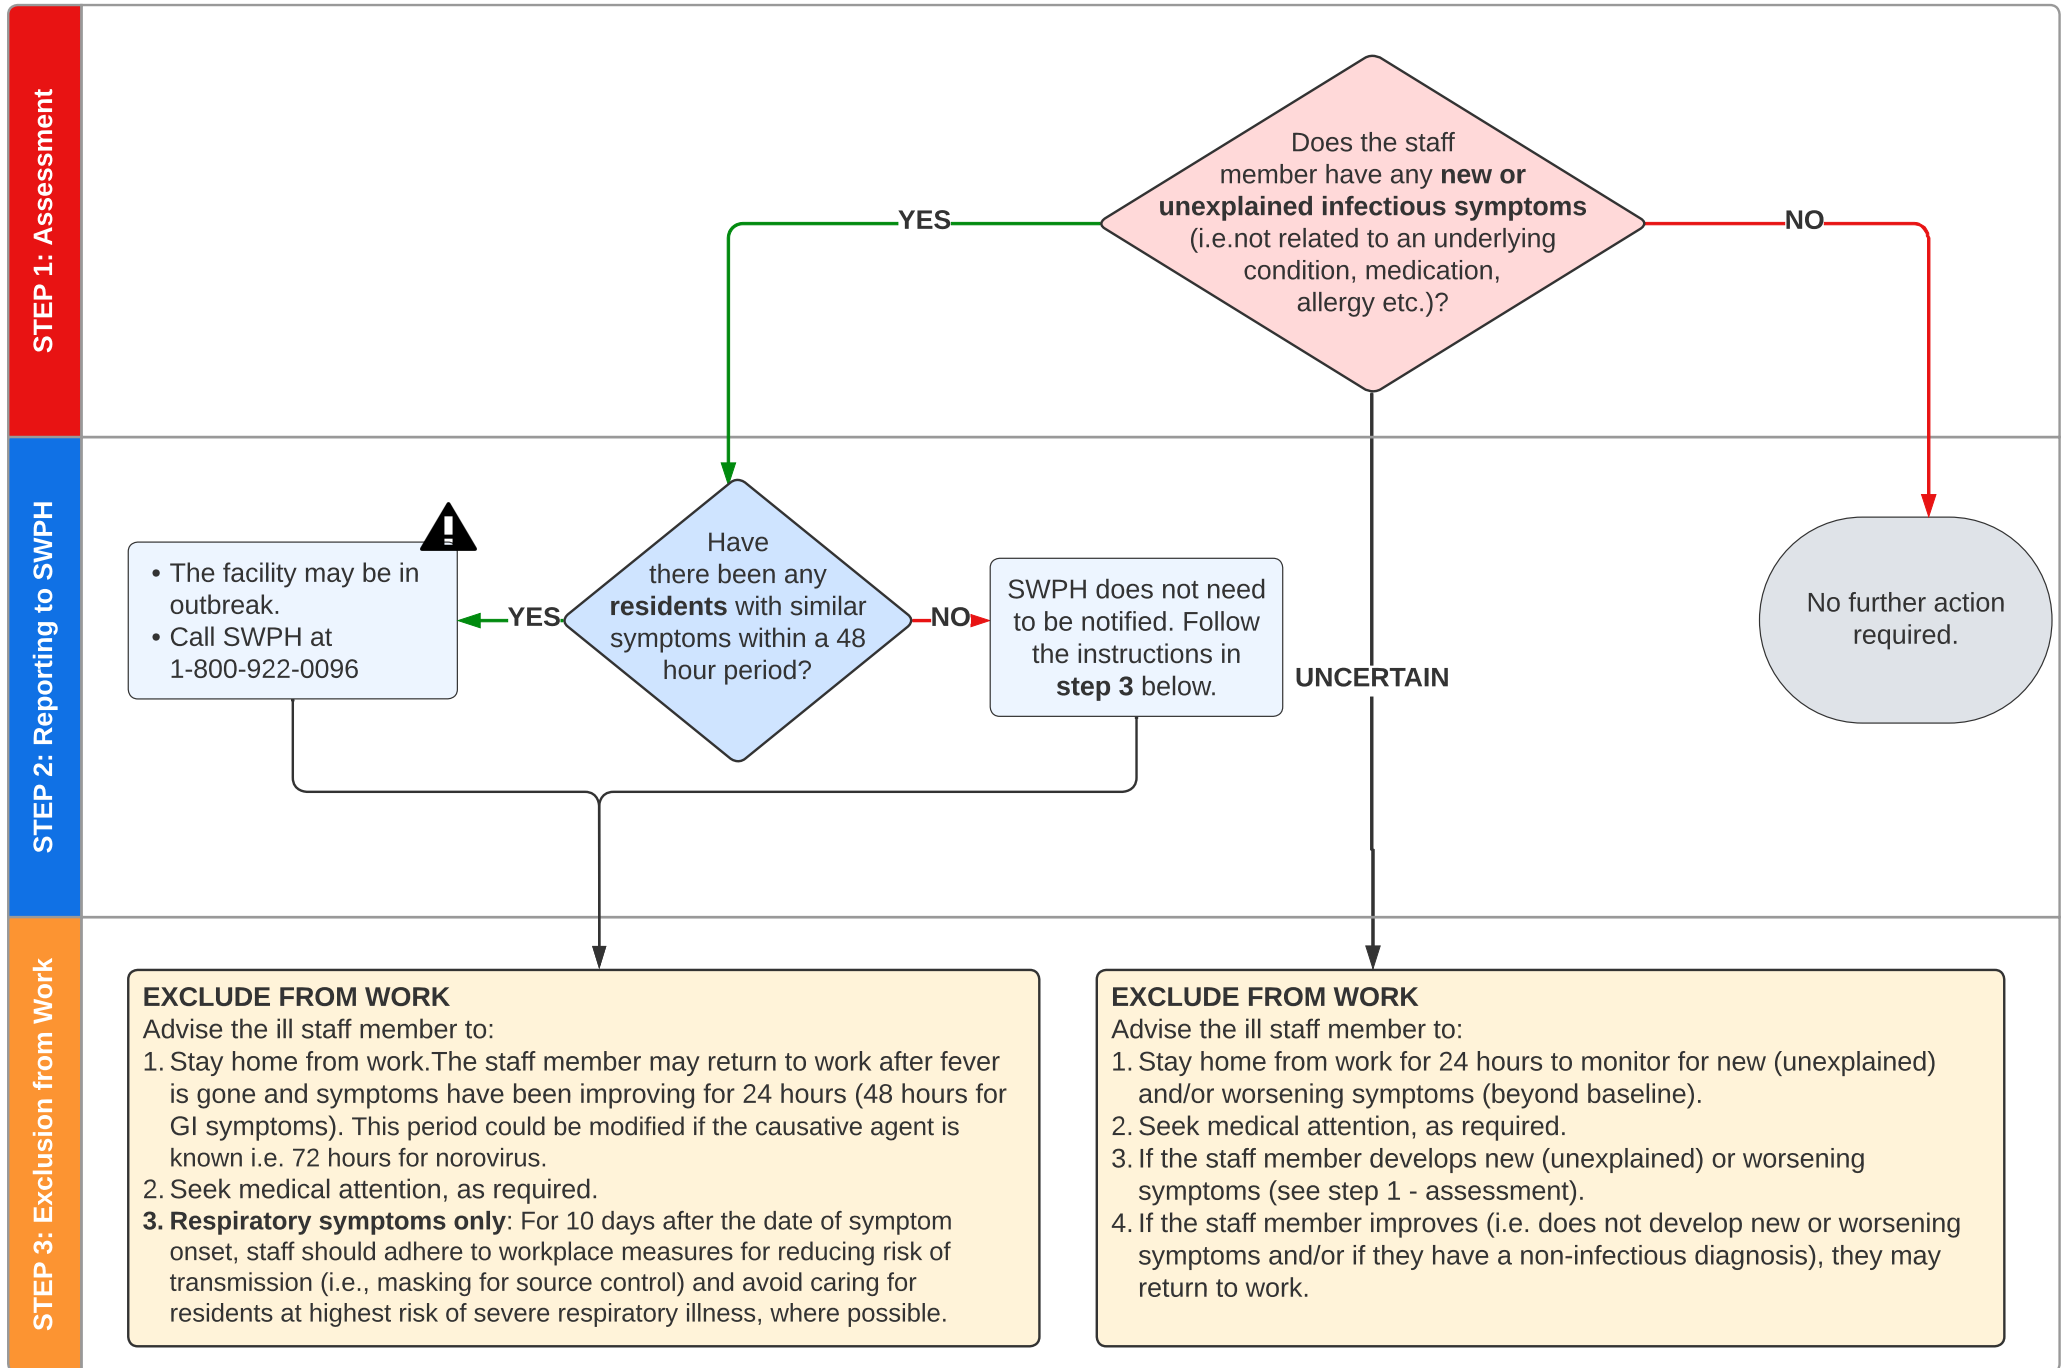 STEP 1: Assessment
Does the staff
member have any new or
unexplained infectious symptoms
(i.e.not related to an underlying
condition, medication,
allergy etc.)?
YES
NO
STEP 2: Reporting to SWPH
• The facility may be in
outbreak.
• Call SWPH at
1-800-922-0096
YES
Have
there been any
residents with similar
symptoms within a 48
hour period?
NO
SWPH does not need
to be notified. Follow
the instructions in
step 3 below.
UNCERTAIN
No further action
required.
STEP 3: Exclusion from Work
EXCLUDE FROM WORK
Advise the ill staff member to:
1. Stay home from work.The staff member may return to work after fever
is gone and symptoms have been improving for 24 hours (48 hours for
GI symptoms). This period could be modified if the causative agent is
known i.e. 72 hours for norovirus.
2. Seek medical attention, as required.
3. Respiratory symptoms only: For 10 days after the date of symptom
onset, staff should adhere to workplace measures for reducing risk of
transmission (i.e., masking for source control) and avoid caring for
residents at highest risk of severe respiratory illness, where possible.
EXCLUDE FROM WORK
Advise the ill staff member to:
1. Stay home from work for 24 hours to monitor for new (unexplained)
and/or worsening symptoms (beyond baseline).
2. Seek medical attention, as required.
3. If the staff member develops new (unexplained) or worsening
symptoms (see step 1 - assessment).
4. If the staff member improves (i.e. does not develop new or worsening
symptoms and/or if they have a non-infectious diagnosis), they may
return to work.